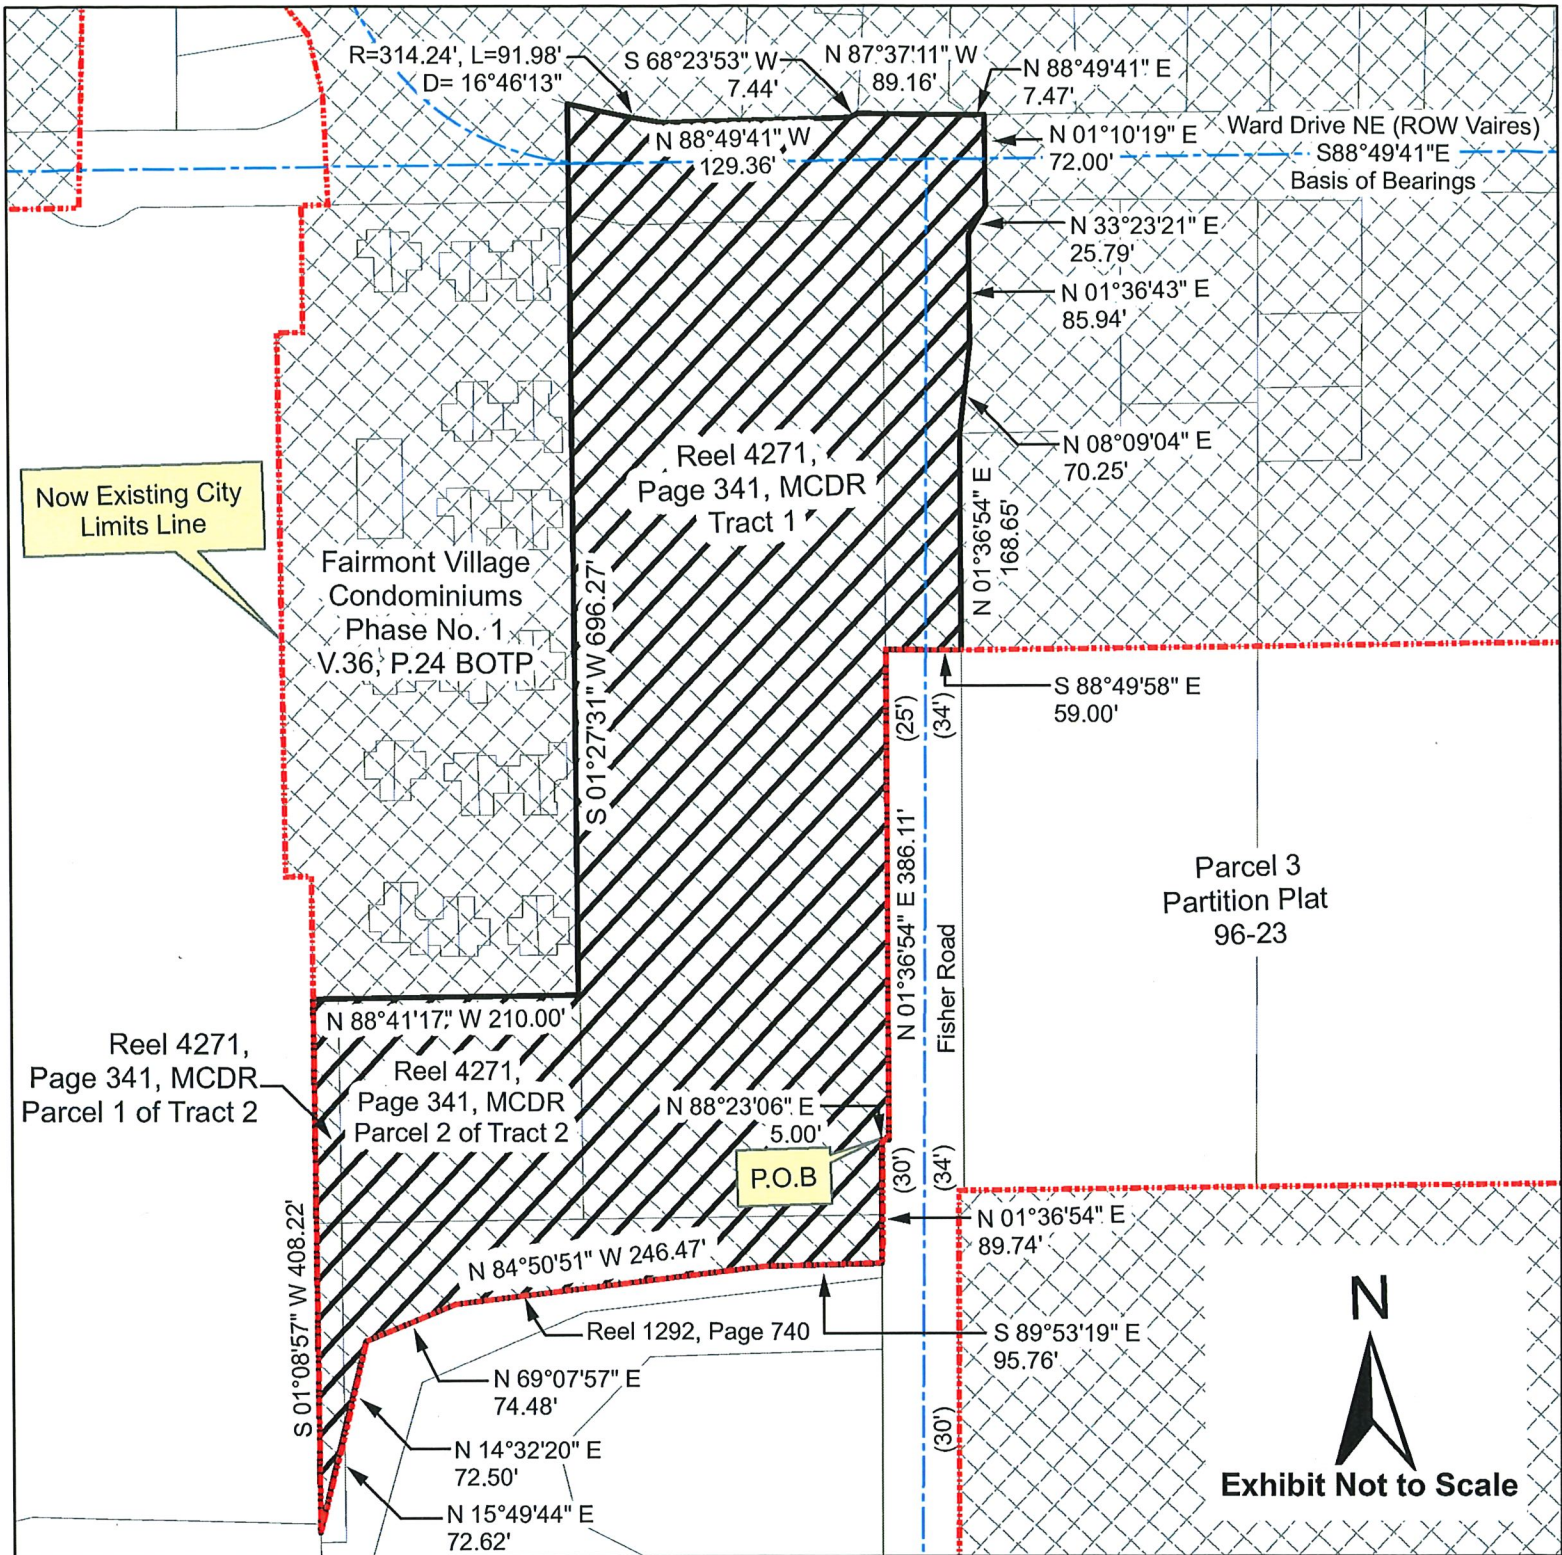 R=314.24', L=91.98'
D= 16°46'13"
S 68°23'53" W
7.44'
N 87°37'11" W
89.16'
N 88°49'41" E
7.47'
N 88°49'41" W
129.36'
N 01°10'19" E
72.00'
Ward Drive NE (ROW Vaires)
S88°49'41"E
Basis of Bearings
N 33°23'21" E
25.79'
N 01°36'43" E
85.94'
N 08°09'04" E
70.25'
Reel 4271,
Page 341, MCDR
Tract 1
N 01°36'54" E
168.65'
Now Existing City
Limits Line
Fairmont Village
Condominiums
Phase No. 1
V.36, P.24 BOTP
S 01°27'31" W 696.27'
S 88°49'58" E
59.00'
(25')
(34')
N 01°36'54" E 386.11'
Fisher Road
Parcel 3
Partition Plat
96-23
N 88°41'17" W 210.00'
Reel 4271,
Page 341, MCDR
Parcel 1 of Tract 2
Reel 4271,
Page 341, MCDR
Parcel 2 of Tract 2
N 88°23'06" E
5.00'
P.O.B
(30')
(34')
S 01°08'57" W 408.22'
N 01°36'54" E
89.74'
N 84°50'51" W 246.47'
Reel 1292, Page 740
S 89°53'19" E
95.76'
N 69°07'57" E
74.48'
N 14°32'20" E
72.50'
N 15°49'44" E
72.62'
(30')
N
Exhibit Not to Scale